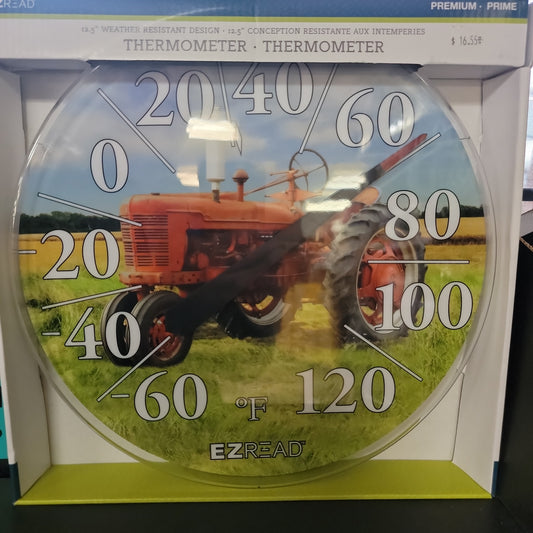 EZREAD
PREMIUM · PRIME
12.5" WEATHER RESISTANT DESIGN · 12.5" CONCEPTION RESISTANTE AUX INTEMPERIES
$ 16.55
THERMOMETER · THERMOMETER
20 40
0 60
-20 80
-40 100
-60 °F 120
EZREAD™